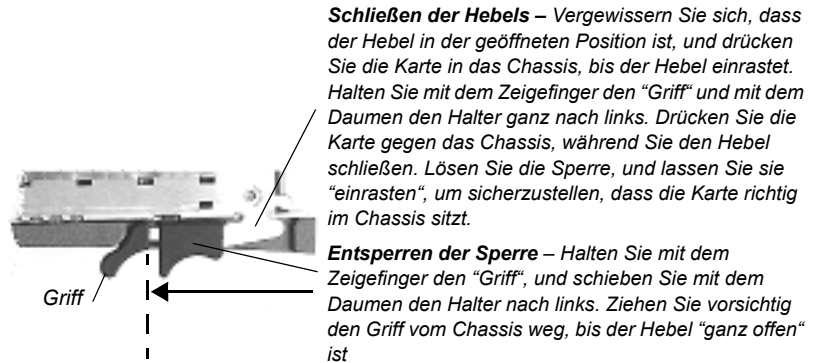 Schließen der Hebels – Vergewissern Sie sich, dass
der Hebel in der geöffneten Position ist, und drücken
Sie die Karte in das Chassis, bis der Hebel einrastet.
Halten Sie mit dem Zeigefinger den “Griff“ und mit dem
Daumen den Halter ganz nach links. Drücken Sie die
Karte gegen das Chassis, während Sie den Hebel
schließen. Lösen Sie die Sperre, und lassen Sie sie
“einrasten“, um sicherzustellen, dass die Karte richtig
im Chassis sitzt.
Entsperren der Sperre – Halten Sie mit dem
Zeigefinger den “Griff“, und schieben Sie mit dem
Daumen den Halter nach links. Ziehen Sie vorsichtig
den Griff vom Chassis weg, bis der Hebel “ganz offen“
ist
Griff